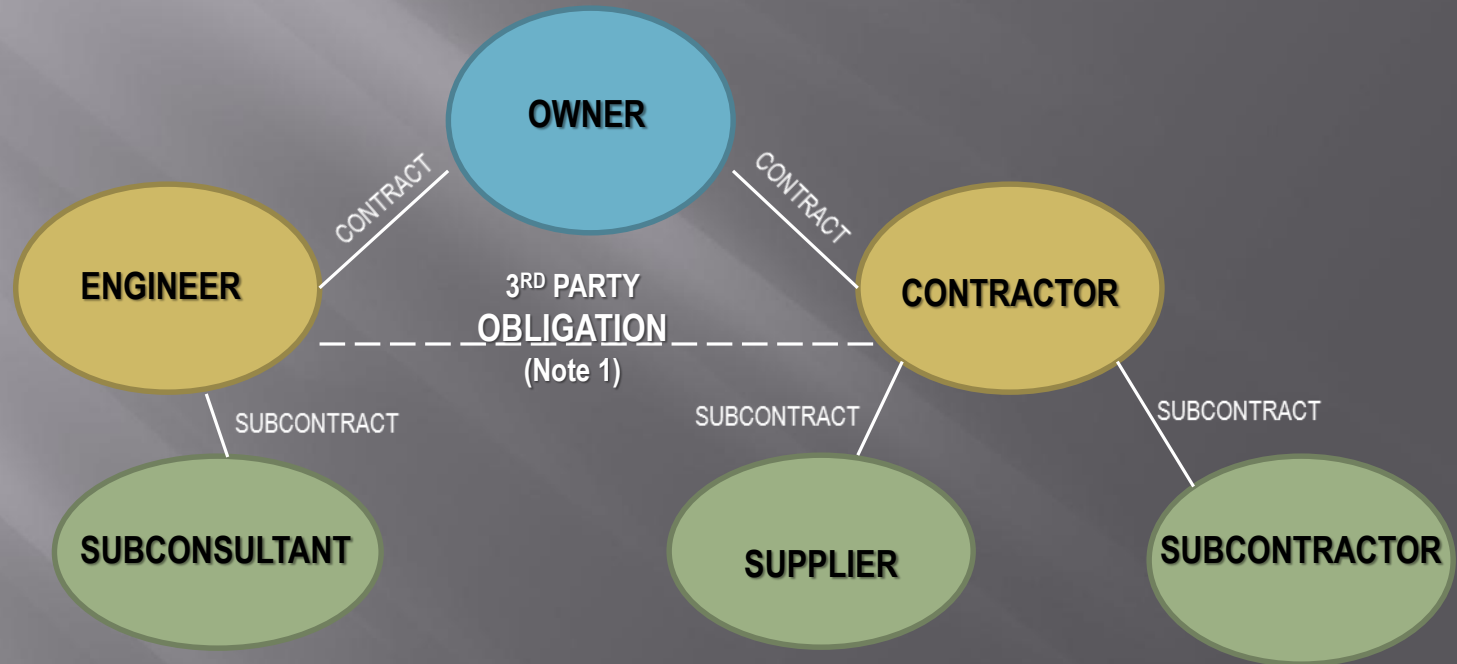 OWNER
CONTRACT
CONTRACT
ENGINEER
3RD PARTY
OBLIGATION
(Note 1)
CONTRACTOR
SUBCONTRACT
SUBCONTRACT
SUBCONTRACT
SUBCONSULTANT
SUPPLIER
SUBCONTRACTOR